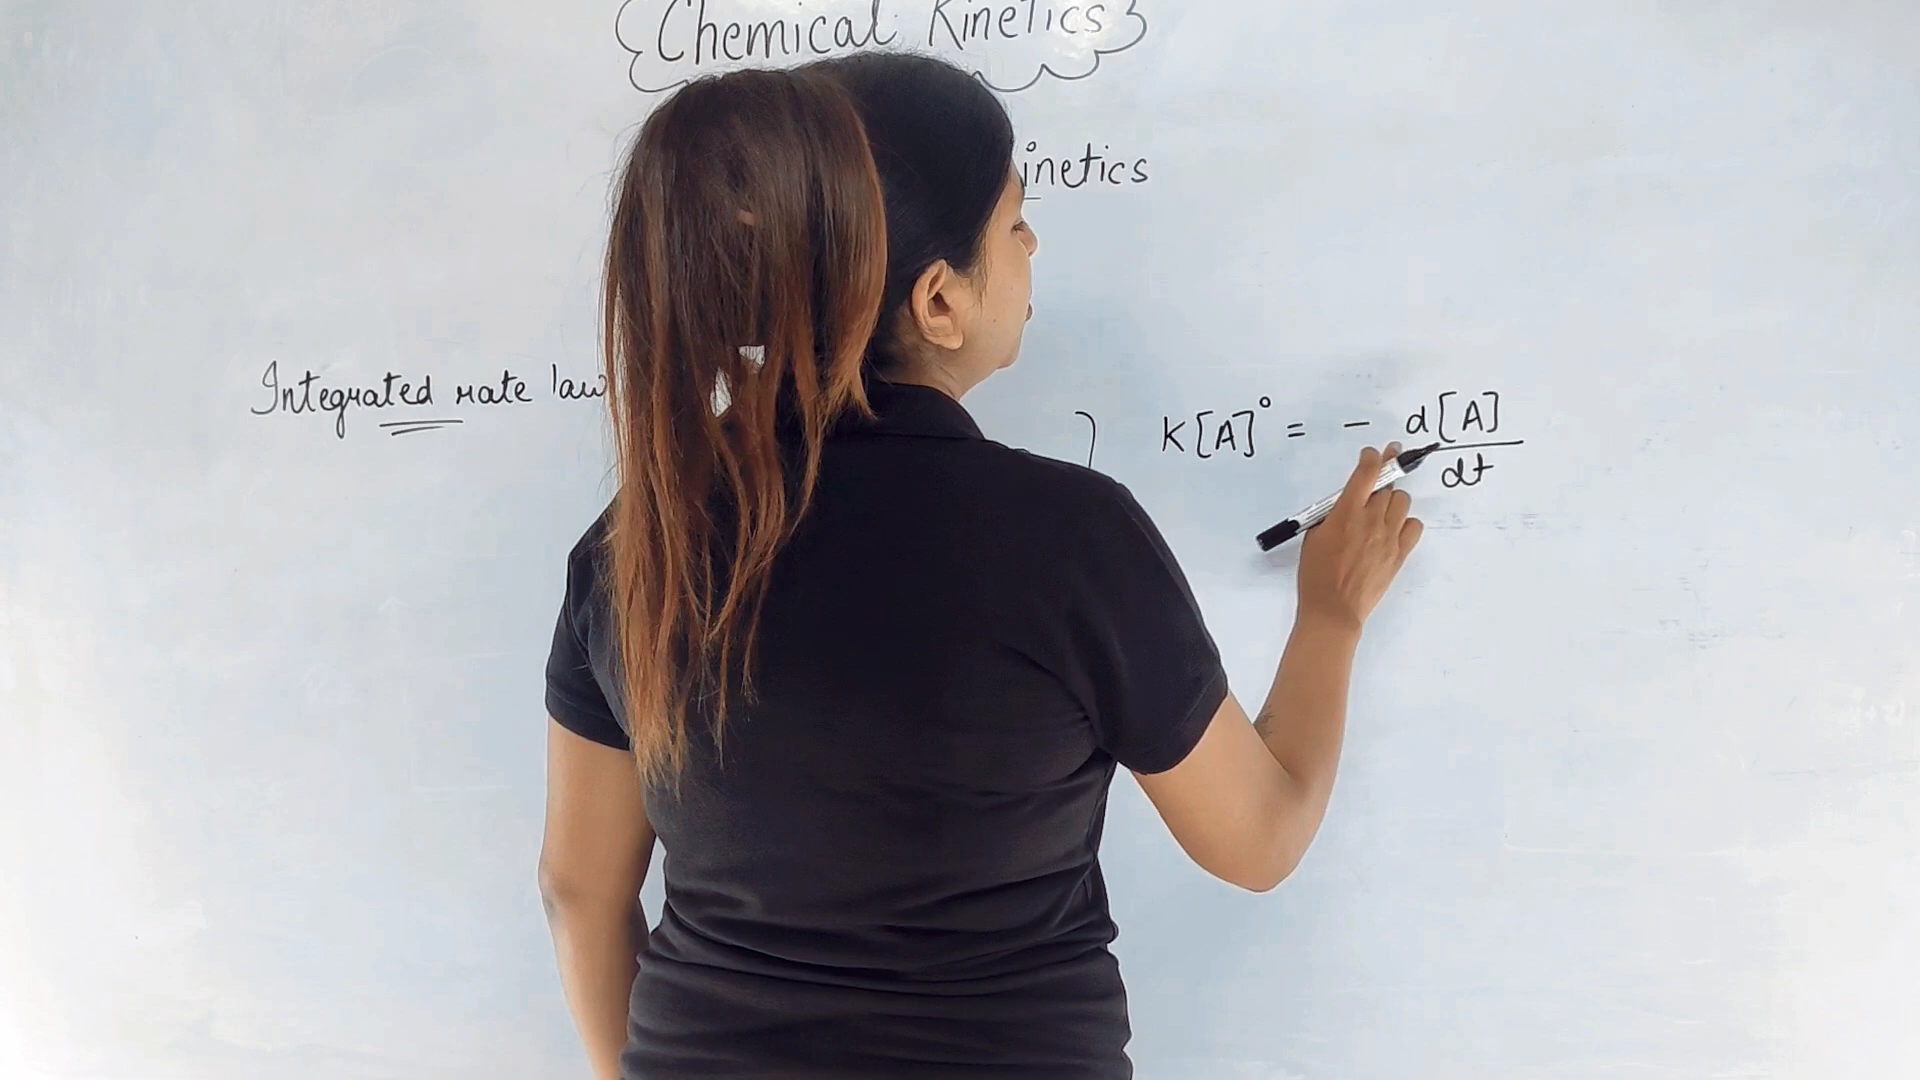 Chemical Kinetics
inetics
Integrated rate law
K[A]° = - d[A]
dt